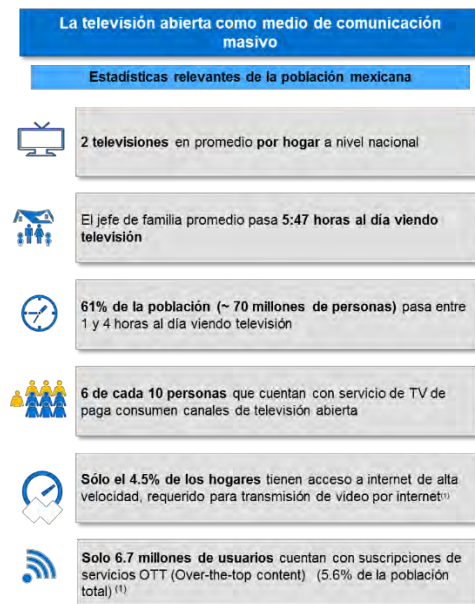 La televisión abierta como medio de comunicación
masivo
Estadísticas relevantes de la población mexicana
2 televisiones en promedio por hogar a nivel nacional
El jefe de familia promedio pasa 5:47 horas al día viendo
televisión
61% de la población (~ 70 millones de personas) pasa entre
1 y 4 horas al día viendo televisión
6 de cada 10 personas que cuentan con servicio de TV de
paga consumen canales de televisión abierta
Sólo el 4.5% de los hogares tienen acceso a internet de alta
velocidad, requerido para transmisión de video por internet(1)
Solo 6.7 millones de usuarios cuentan con suscripciones de
servicios OTT (Over-the-top content) (5.6% de la población
total) (1)